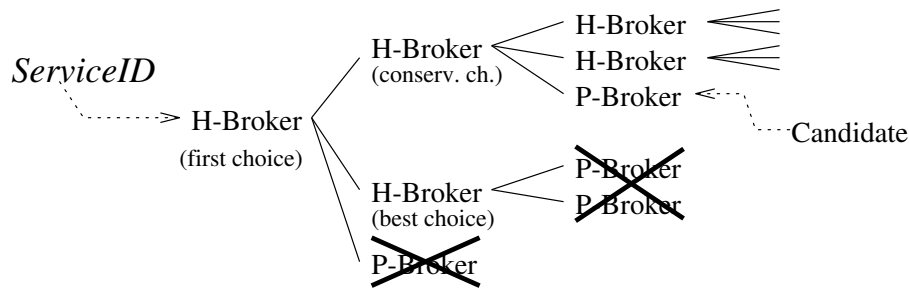 ServiceID
H-Broker
(first choice)
H-Broker
(conserv. ch.)
H-Broker
(best choice)
P-Broker
H-Broker
H-Broker
P-Broker
P-Broker
P-Broker
Candidate